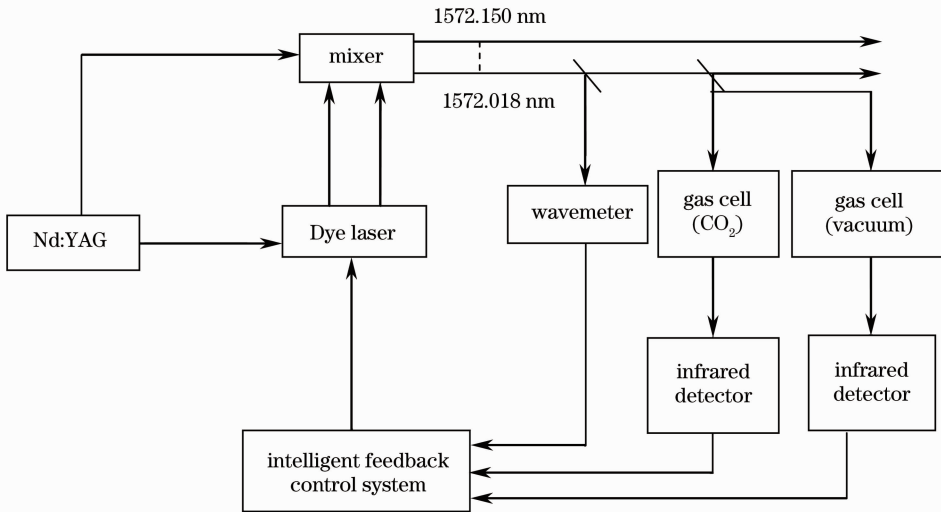 1572.150 nm
mixer
1572.018 nm
wavemeter
gas cell
(CO₂)
gas cell
(vacuum)
Nd:YAG
Dye laser
infrared
detector
infrared
detector
intelligent feedback
control system